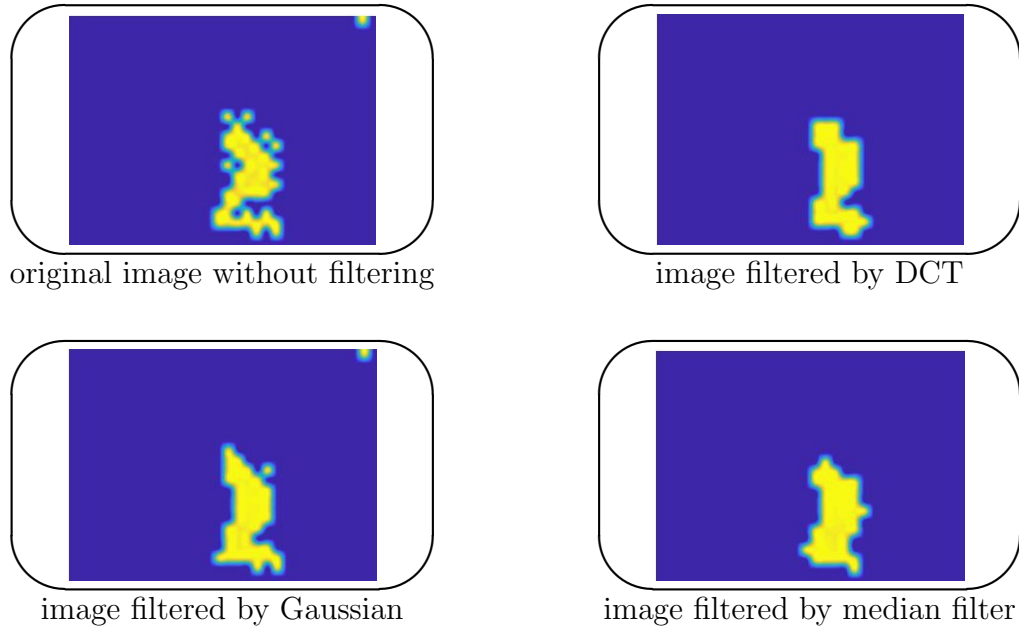 original image without filtering
image filtered by DCT
image filtered by Gaussian
image filtered by median filter